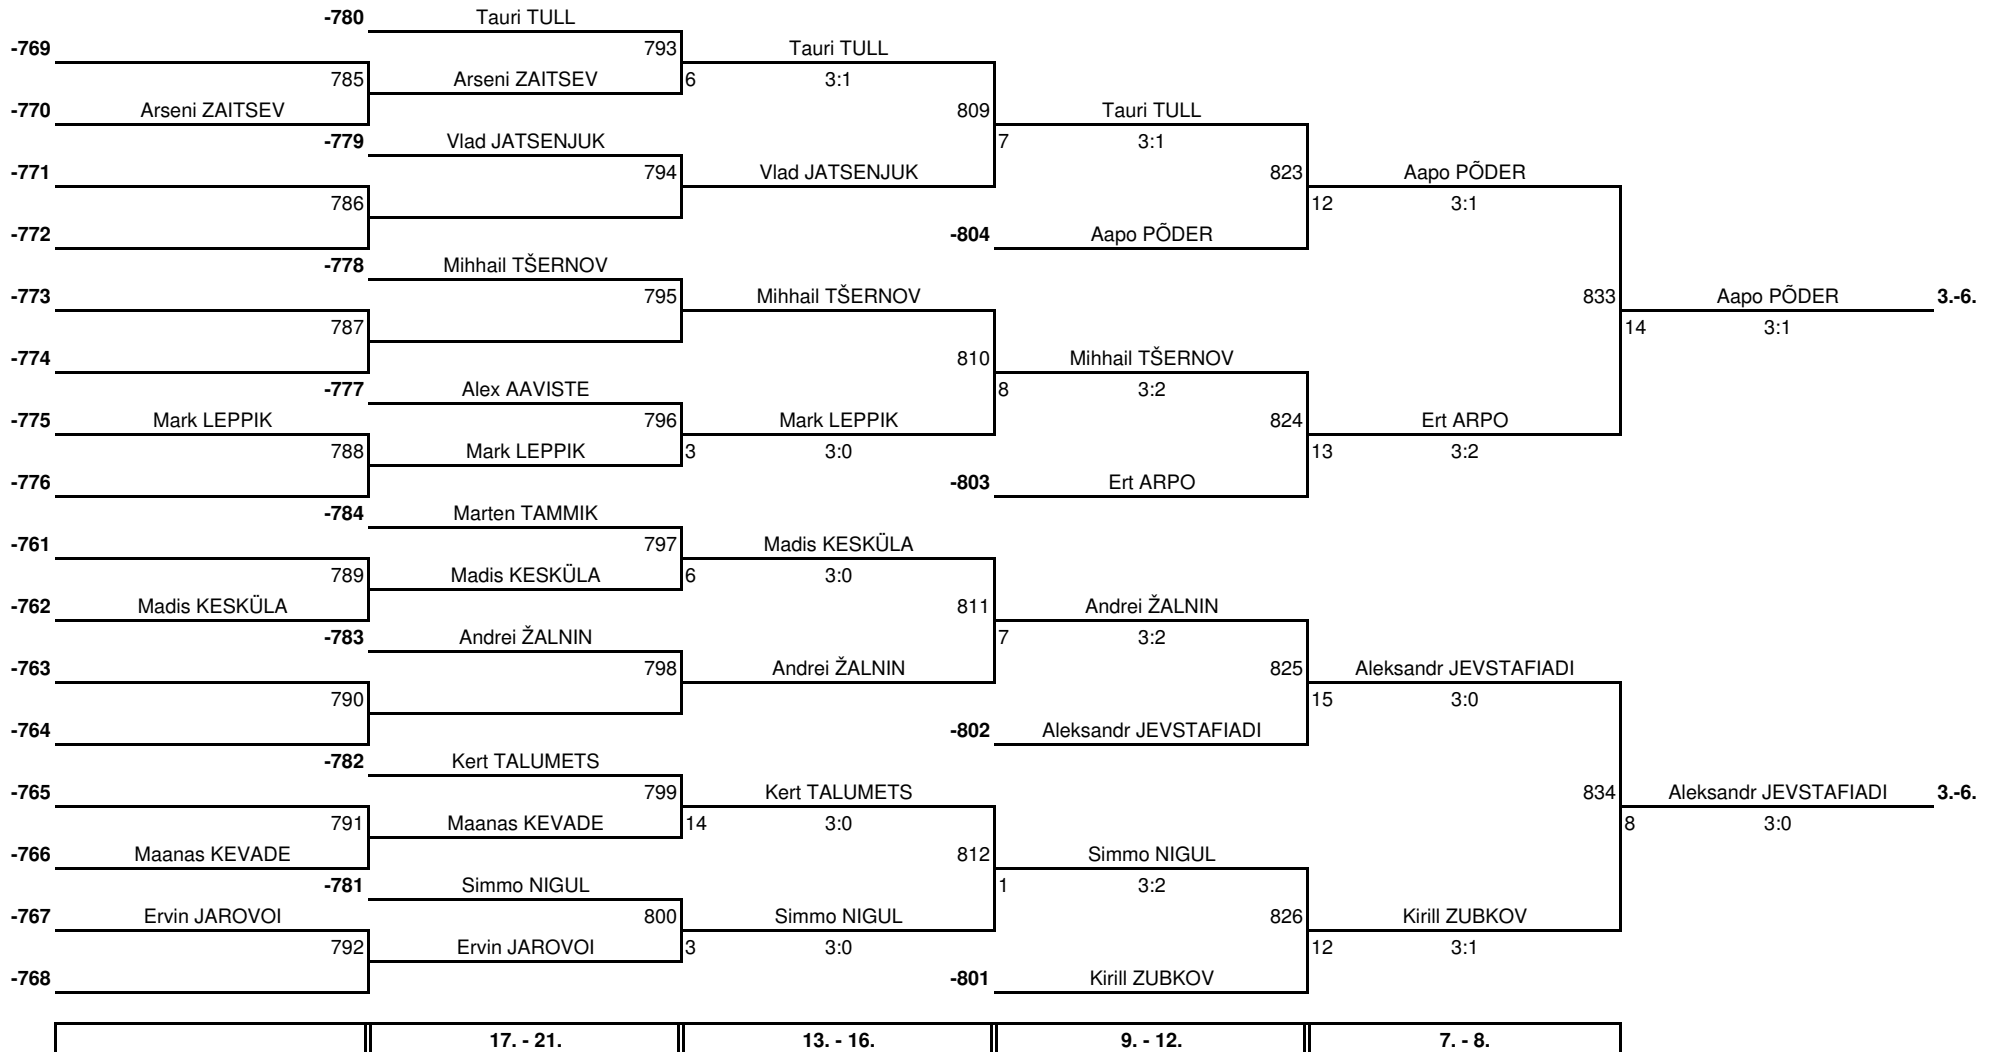 -780 Tauri TULL
-769 793 Tauri TULL
785 Arseni ZAITSEV 6 3:1
-770 Arseni ZAITSEV 809 Tauri TULL
-779 Vlad JATSENJUK 7 3:1
-771 794 Vlad JATSENJUK 823 Aapo PÕDER
786 12 3:1
-772 -804 Aapo PÕDER
-778 Mihhail TŠERNOV
-773 795 Mihhail TŠERNOV 833 Aapo PÕDER 3.-6.
787 14 3:1
-774 810 Mihhail TŠERNOV
-777 Alex AAVISTE 8 3:2
-775 Mark LEPPIK 796 Mark LEPPIK 824 Ert ARPO
788 Mark LEPPIK 3 3:0 13 3:2
-776 -803 Ert ARPO
-784 Marten TAMMIK
-761 797 Madis KESKÜLA
789 Madis KESKÜLA 6 3:0
-762 Madis KESKÜLA 811 Andrei ŽALNIN
-783 Andrei ŽALNIN 7 3:2
-763 798 Andrei ŽALNIN 825 Aleksandr JEVSTAFIADI
790 15 3:0
-764 -802 Aleksandr JEVSTAFIADI
-782 Kert TALUMETS
-765 799 Kert TALUMETS 834 Aleksandr JEVSTAFIADI 3.-6.
791 Maanas KEVADE 14 3:0 8 3:0
-766 Maanas KEVADE 812 Simmo NIGUL
-781 Simmo NIGUL 1 3:2
-767 Ervin JAROVOI 800 Simmo NIGUL 826 Kirill ZUBKOV
792 Ervin JAROVOI 3 3:0 12 3:1
-768 -801 Kirill ZUBKOV
17. - 21. 13. - 16. 9. - 12. 7. - 8.